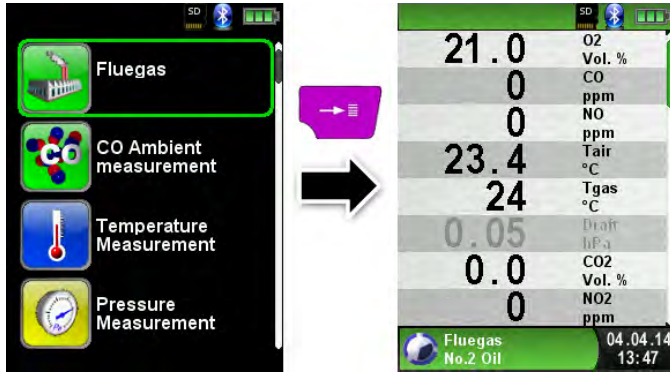 SD
Fluegas
CO
CO Ambient
measurement
Temperature
Measurement
Pressure
Measurement
SD
21.0 O2
Vol. %
0 CO
ppm
0 NO
ppm
23.4 Tair
°C
24 Tgas
°C
0.05 Drafr
hPa
0.0 CO2
Vol. %
0 NO2
ppm
Fluegas
No.2 Oil
04.04.14
13:47